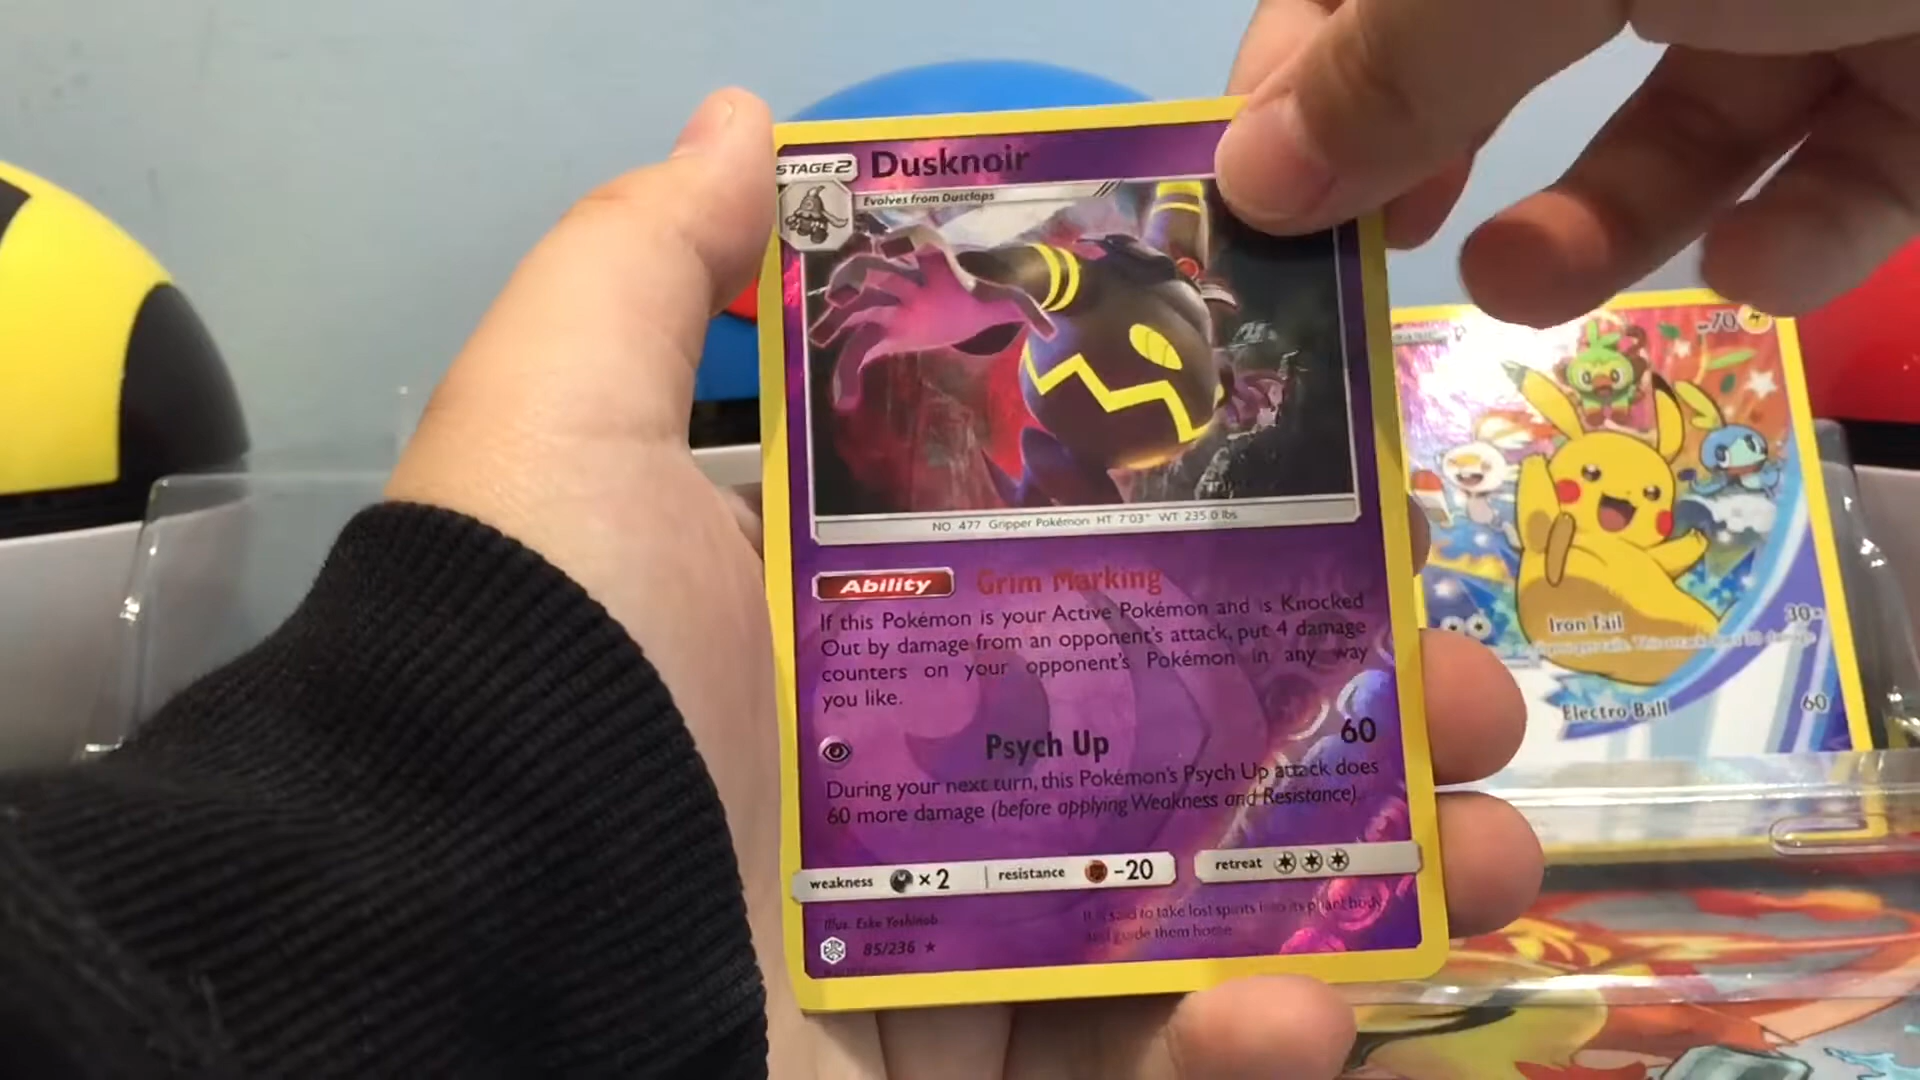 STAGE 2 Dusknoir
Evolves from Dusclops
NO. 477 Gripper Pokémon HT 7'03" WT 235.0 lbs
Ability Grim Marking
If this Pokémon is your Active Pokémon and is Knocked
Out by damage from an opponent's attack, put 4 damage
counters on your opponent's Pokémon in any way
you like.
Psych Up 60
During your next turn, this Pokémon's Psych Up attack does
60 more damage (before applying Weakness and Resistance).
weakness ×2 resistance -20 retreat
Illus. Eske Yoshinob
It is said to take lost spirits into its pliant body
and guide them home.
85/236
-70
Iron Tail 30×
damage
Electro Ball 60